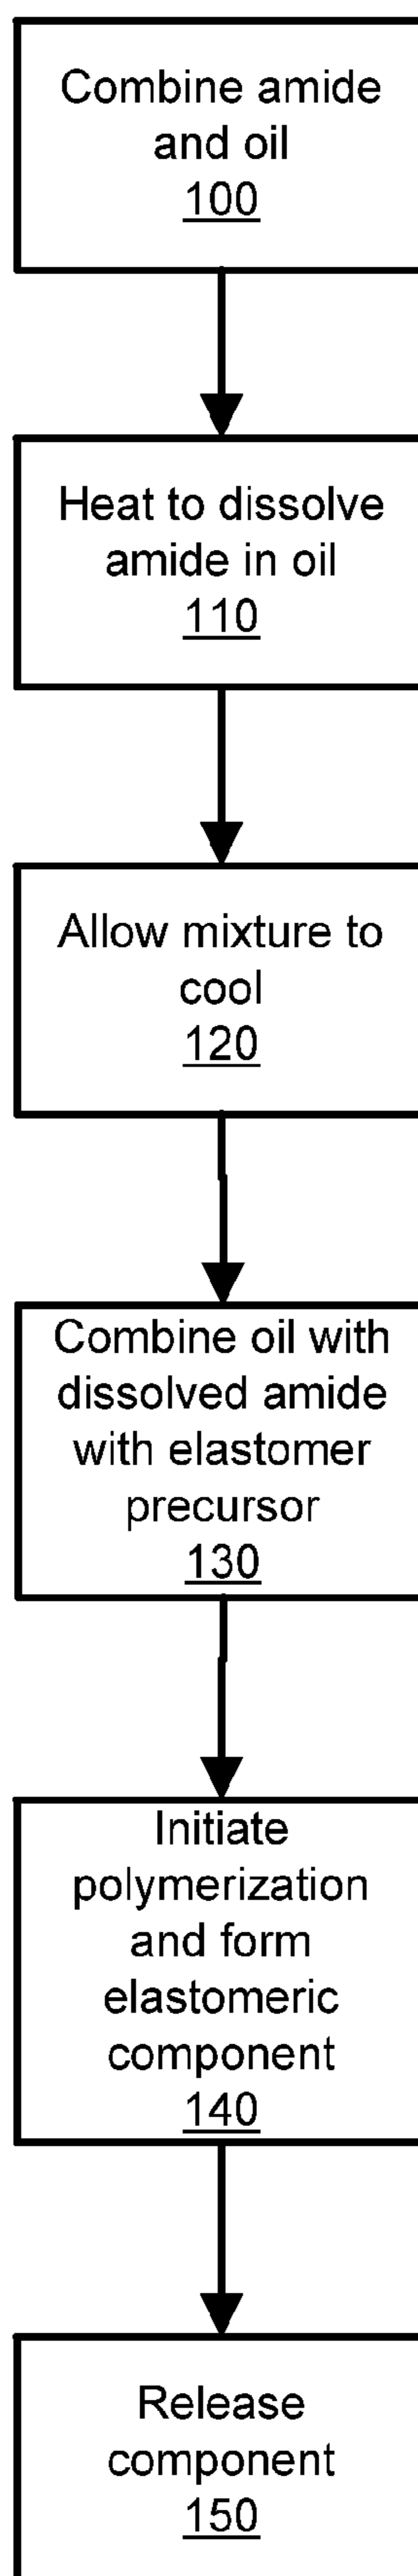 Combine amide
and oil
100
Heat to dissolve
amide in oil
110
Allow mixture to
cool
120
Combine oil with
dissolved amide
with elastomer
precursor
130
Initiate
polymerization
and form
elastomeric
component
140
Release
component
150